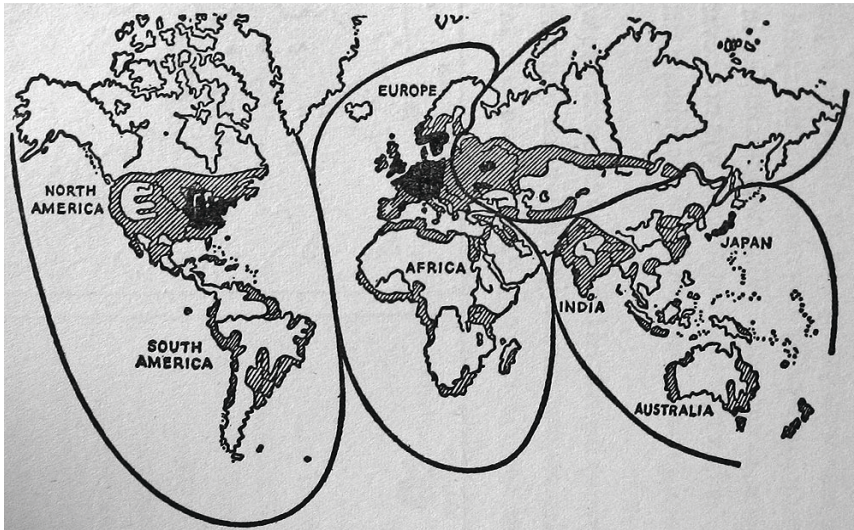 EUROPE
NORTH
AMERICA
AFRICA
JAPAN
INDIA
SOUTH
AMERICA
AUSTRALIA